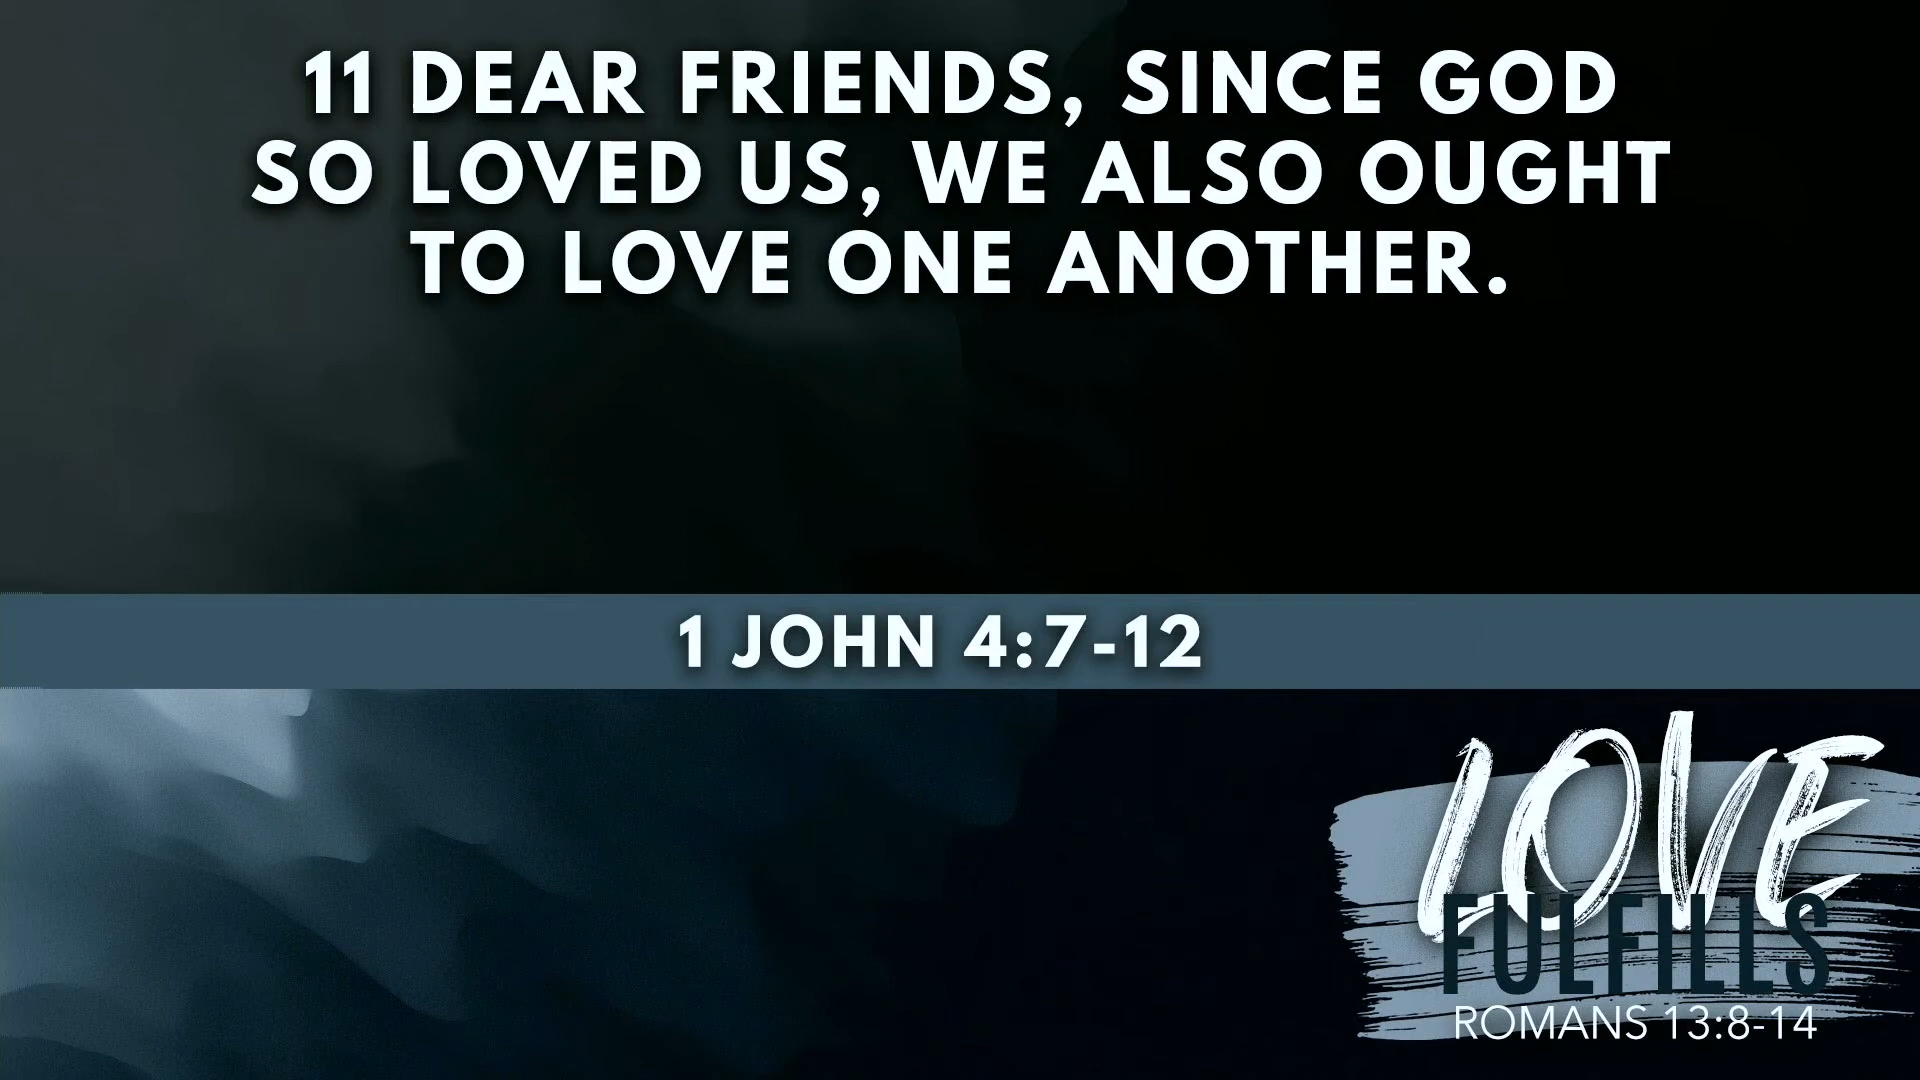 11 DEAR FRIENDS, SINCE GOD
SO LOVED US, WE ALSO OUGHT
TO LOVE ONE ANOTHER.
1 JOHN 4:7-12
LOVE
FULFILLS
ROMANS 13:8-14